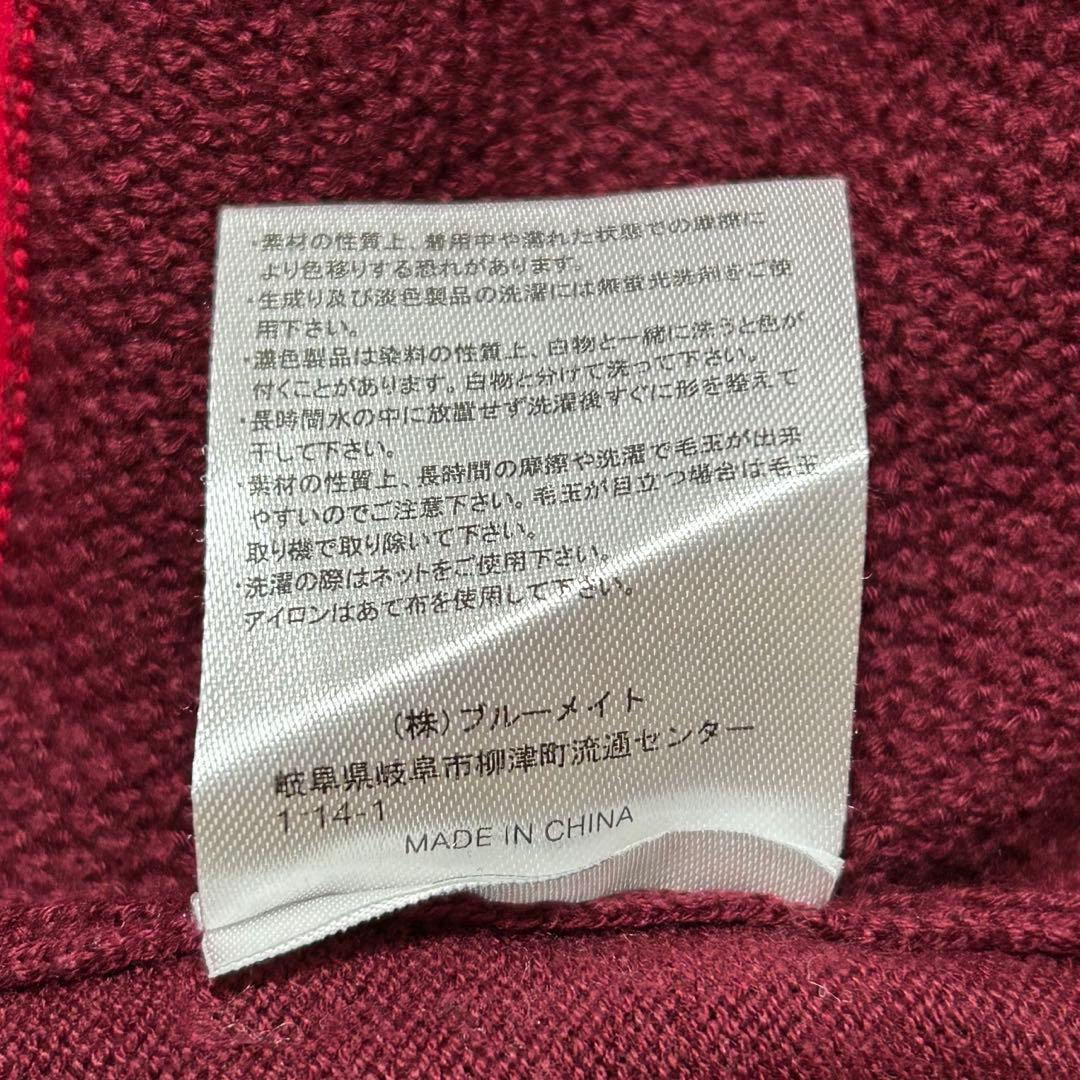 ・素材の性質上、着用中や濡れた状態での摩擦に
より色移りする恐れがあります。
・生成り及び淡色製品の洗濯には無蛍光洗剤をご使
用下さい。
・濃色製品は染料の性質上、白物と一緒に洗うと色が
付くことがあります。白物と分けて洗って下さい。
・長時間水の中に放置せず洗濯後すぐに形を整えて
干して下さい。
・素材の性質上、長時間の摩擦や洗濯で毛玉が出来
やすいのでご注意下さい。毛玉が目立つ場合は毛玉
取り機で取り除いて下さい。
・洗濯の際はネットをご使用下さい。
アイロンはあて布を使用して下さい。
(株)ブルーメイト
岐阜県岐阜市柳津町流通センター
1-14-1
MADE IN CHINA